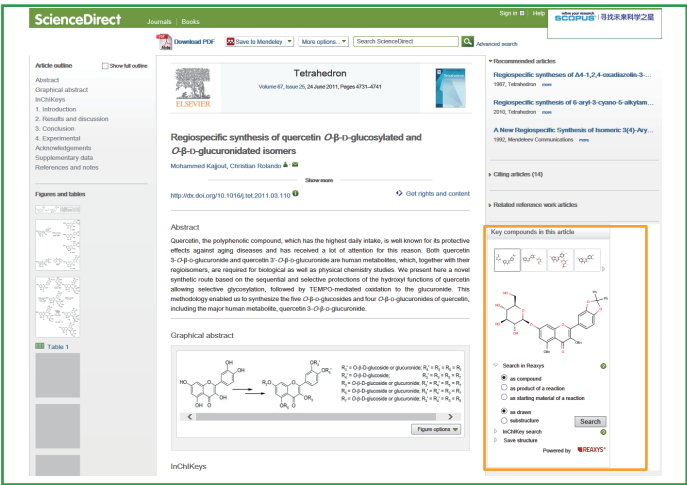 ScienceDirect
Journals | Books
Sign in
Help
SCOPUS 寻找未来科学之星
Download PDF
Save to Mendeley
More options...
Search ScienceDirect
Advanced search
Article outline
Show full outline
Abstract
Graphical abstract
InChIKeys
1. Introduction
2. Results and discussion
3. Conclusion
4. Experimental
Acknowledgements
Supplementary data
References and notes
Figures and tables
Table 1
ELSEVIER
Tetrahedron
Volume 67, Issue 25, 24 June 2011, Pages 4731–4741
Regiospecific synthesis of quercetin O-β-D-glucosylated and
O-β-D-glucuronidated isomers
Mohammed Kajjout, Christian Rolando
Show more
http://dx.doi.org/10.1016/j.tet.2011.03.110
Get rights and content
Abstract
Quercetin, the polyphenolic compound, which has the highest daily intake, is well known for its protective
effects against aging diseases and has received a lot of attention for this reason. Both quercetin
3-O-β-D-glucuronide and quercetin 3′-O-β-D-glucuronide are human metabolites, which, together with their
regioisomers, are required for biological as well as physical chemistry studies. We present here a novel
synthetic route based on the sequential and selective protections of the hydroxyl functions of quercetin
allowing selective glycosylation, followed by TEMPO-mediated oxidation to the glucuronide. This
methodology enabled us to synthesize the five O-β-D-glucosides and four O-β-D-glucuronides of quercetin,
including the major human metabolite, quercetin 3-O-β-D-glucuronide.
Graphical abstract
Figure options
InChIKeys
Recommended articles
Regiospecific syntheses of Δ4-1,2,4-oxadiazolin-3-...
1987, Tetrahedron more
Regiospecific synthesis of 6-aryl-3-cyano-5-alkylam...
2010, Tetrahedron more
A New Regiospecific Synthesis of Isomeric 3(4)-Ary...
1992, Mendeleev Communications more
Citing articles (14)
Related reference work articles
Key compounds in this article
Search in Reaxys
as compound
as product of a reaction
as starting material of a reaction
as drawn
substructure
Search
InChIKey search
Save structure
Powered by REAXYS